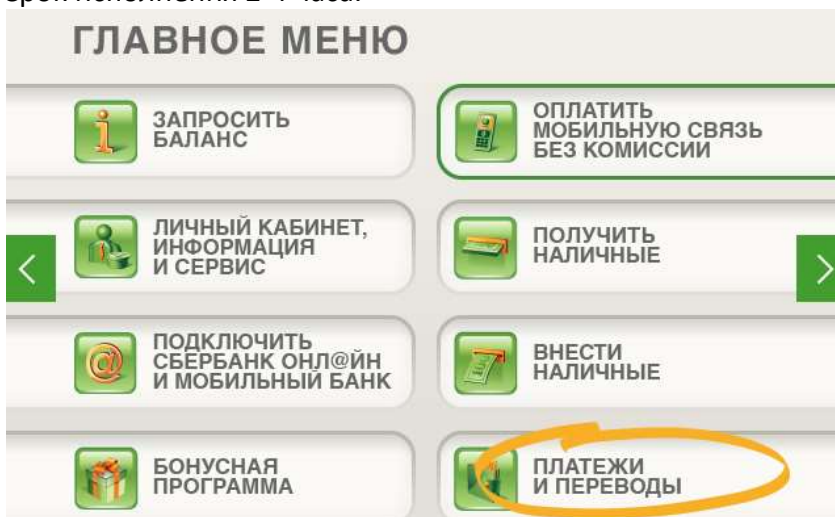 ГЛАВНОЕ МЕНЮ
ЗАПРОСИТЬ
БАЛАНС
ОПЛАТИТЬ
МОБИЛЬНУЮ СВЯЗЬ
БЕЗ КОМИССИИ
ЛИЧНЫЙ КАБИНЕТ,
ИНФОРМАЦИЯ
И СЕРВИС
ПОЛУЧИТЬ
НАЛИЧНЫЕ
ПОДКЛЮЧИТЬ
СБЕРБАНК ОНЛ@ЙН
И МОБИЛЬНЫЙ БАНК
ВНЕСТИ
НАЛИЧНЫЕ
БОНУСНАЯ
ПРОГРАММА
ПЛАТЕЖИ
И ПЕРЕВОДЫ